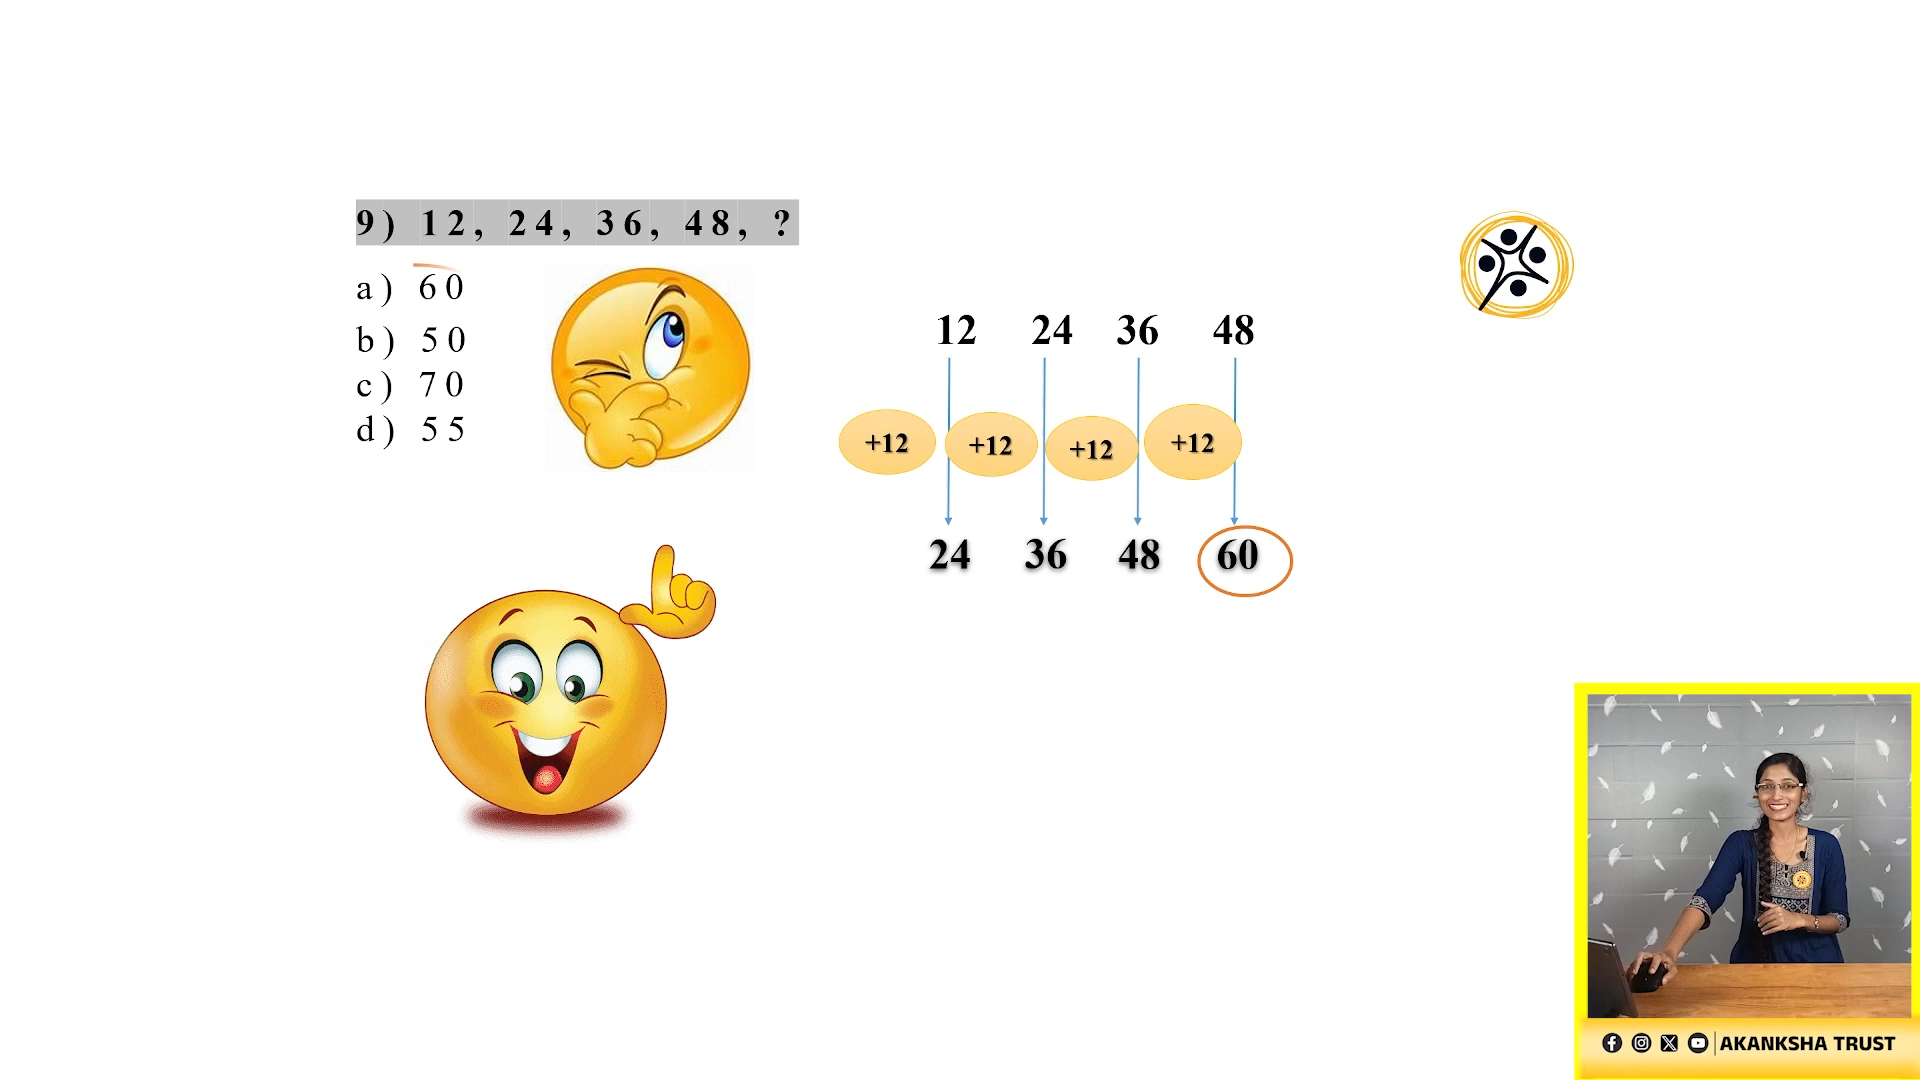 9) 12, 24, 36, 48, ?
a) 60
b) 50
c) 70
d) 55
12 24 36 48
+12 +12 +12 +12
24 36 48 60
AKANKSHA TRUST